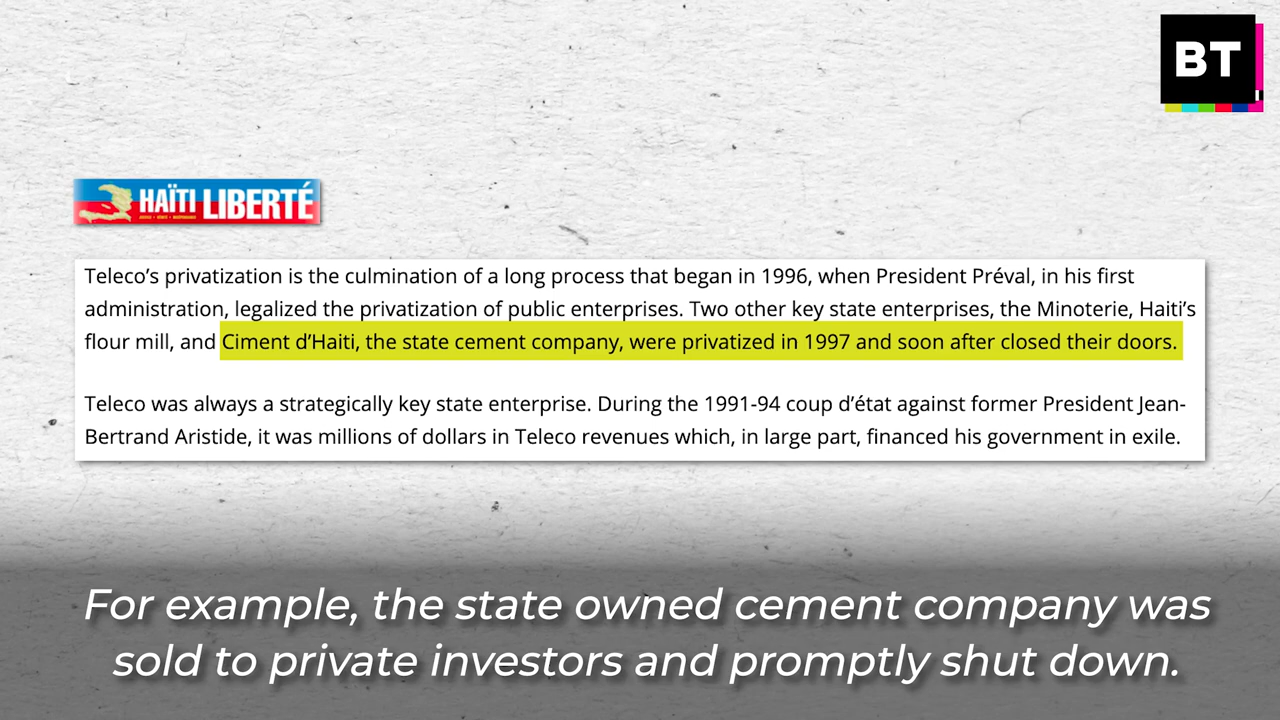 BT
HAÏTI LIBERTÉ
Teleco’s privatization is the culmination of a long process that began in 1996, when President Préval, in his first
administration, legalized the privatization of public enterprises. Two other key state enterprises, the Minoterie, Haiti’s
flour mill, and Ciment d’Haiti, the state cement company, were privatized in 1997 and soon after closed their doors.
Teleco was always a strategically key state enterprise. During the 1991-94 coup d’état against former President Jean-
Bertrand Aristide, it was millions of dollars in Teleco revenues which, in large part, financed his government in exile.
For example, the state owned cement company was
sold to private investors and promptly shut down.